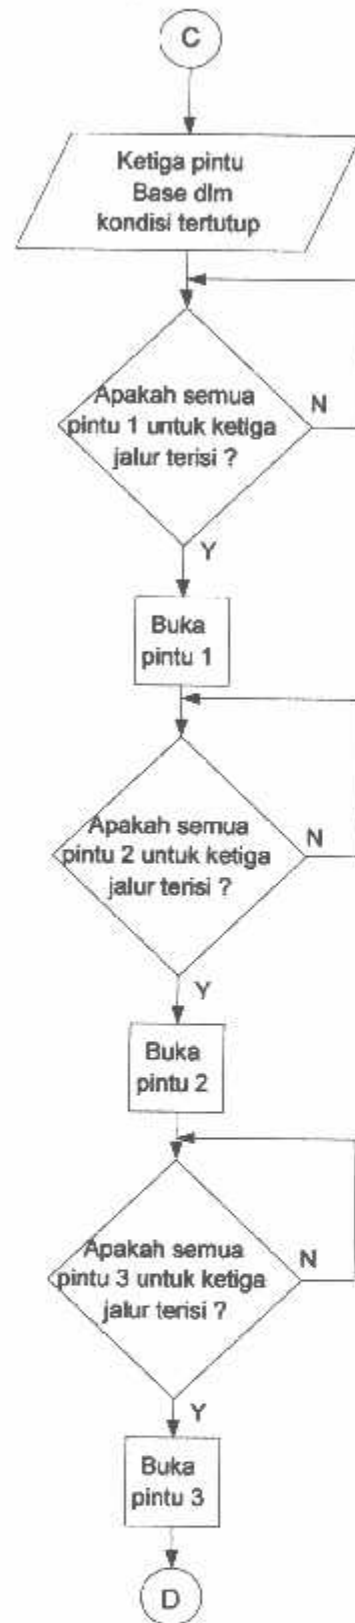 C
Ketiga pintu
Base dlm
kondisi tertutup
Apakah semua
pintu 1 untuk ketiga
jalur terisi ?
N
Y
Buka
pintu 1
Apakah semua
pintu 2 untuk ketiga
jalur terisi ?
N
Y
Buka
pintu 2
Apakah semua
pintu 3 untuk ketiga
jalur terisi ?
N
Y
Buka
pintu 3
D